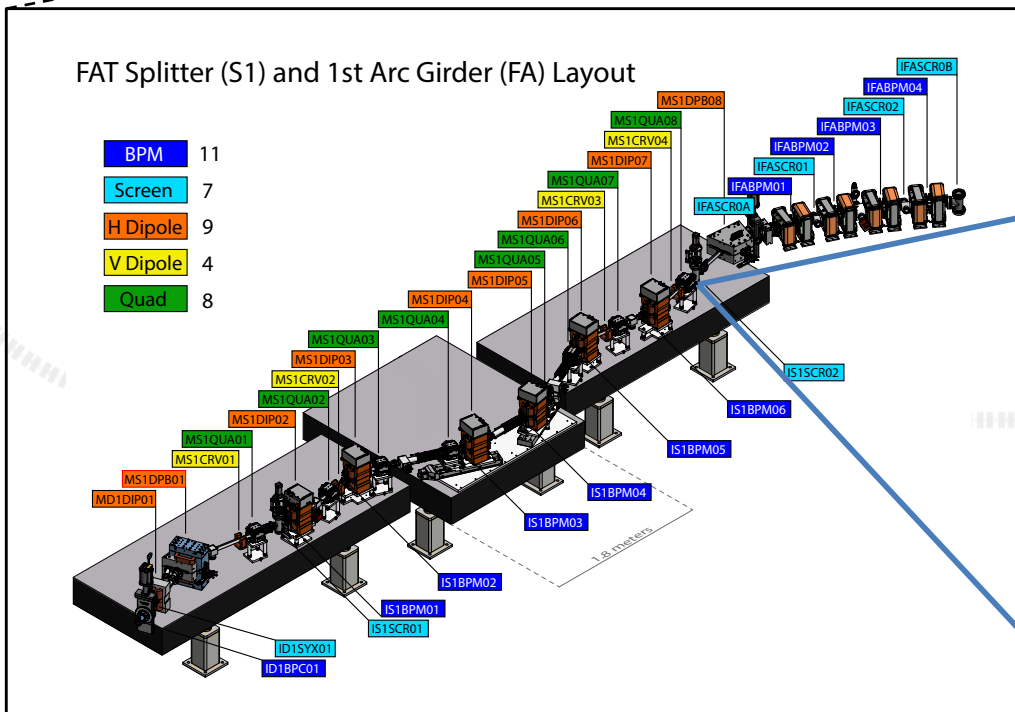 FAT Splitter (S1) and 1st Arc Girder (FA) Layout
BPM 11
Screen 7
H Dipole 9
V Dipole 4
Quad 8
IFASCR0B
IFABPM04
IFASCR02
IFABPM03
IFABPM02
IFASCR01
IFABPM01
IFASCR0A
MS1DPB08
MS1QUA08
MS1CRV04
MS1DIP07
MS1QUA07
MS1CRV03
MS1DIP06
MS1QUA06
MS1QUA05
MS1DIP05
MS1DIP04
MS1QUA04
MS1QUA03
MS1DIP03
MS1CRV02
MS1QUA02
MS1DIP02
MS1QUA01
MS1CRV01
MS1DPB01
MD1DIP01
IS1SCR02
IS1BPM06
IS1BPM05
IS1BPM04
IS1BPM03
1.8 meters
IS1BPM02
IS1BPM01
IS1SCR01
ID1SYX01
ID1BPC01